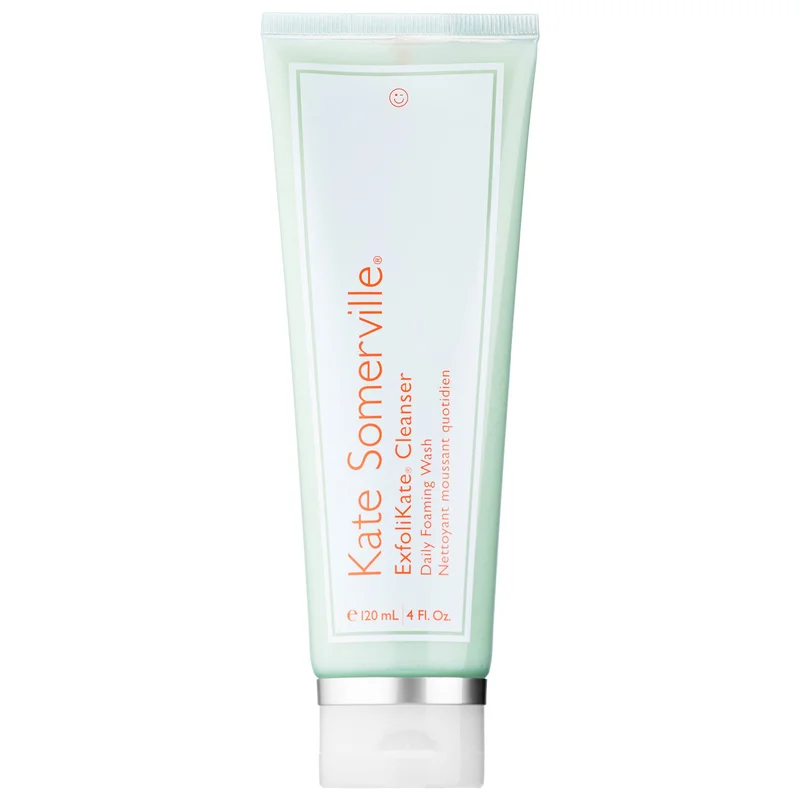 Kate Somerville®
ExfoliKate® Cleanser
Daily Foaming Wash
Nettoyant moussant quotidien
℮ 120 mL | 4 Fl. Oz.